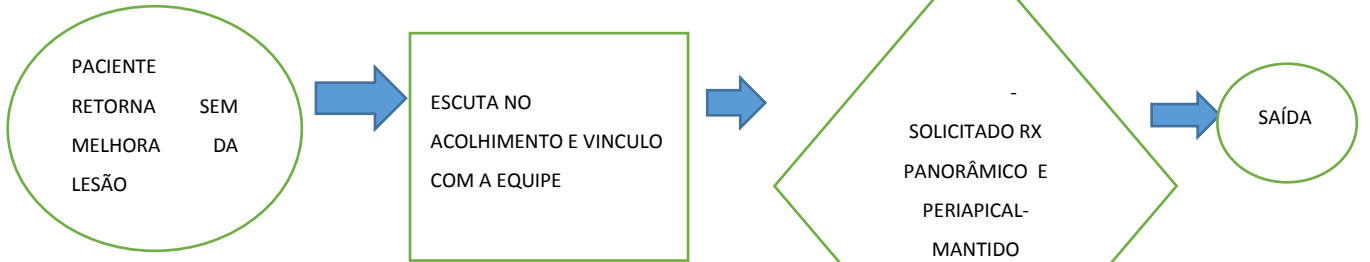 PACIENTE
RETORNA SEM
MELHORA DA
LESÃO
ESCUTA NO
ACOLHIMENTO E VINCULO
COM A EQUIPE
-
SOLICITADO RX
PANORÂMICO E
PERIAPICAL-
MANTIDO
SAÍDA